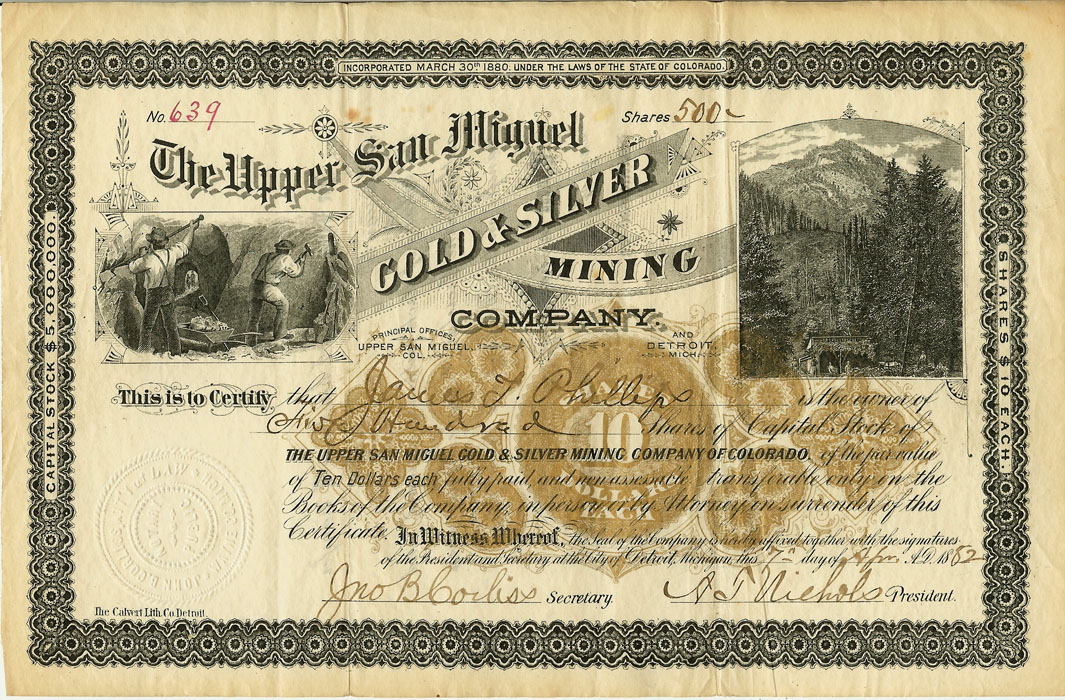 INCORPORATED MARCH 30TH 1880. UNDER THE LAWS OF THE STATE OF COLORADO.
No. 639
Shares 500-
The Upper San Miguel
GOLD & SILVER
MINING
COMPANY.
PRINCIPAL OFFICES,
UPPER SAN MIGUEL,
COL.
AND
DETROIT,
MICH.
CAPITAL STOCK $5,000,000.
SHARES $10 EACH.
This is to Certify that James J. Phillips is the owner of
Five Hundred Shares of Capital Stock of
THE UPPER SAN MIGUEL GOLD & SILVER MINING COMPANY OF COLORADO, of the par value
of Ten Dollars each fully paid, and non assessable transferable only on the
Books of the Company, in person or by Attorney on surrender of this
Certificate. In Witness Whereof, the Seal of the Company is hereby affixed together with the signatures
of the President and Secretary at the City of Detroit, Michigan, this 7th day of Apr A.D. 1882
10
DOLLAR
Jno B Corliss Secretary.
A T Nichols President.
The Calvert Lith. Co. Detroit.